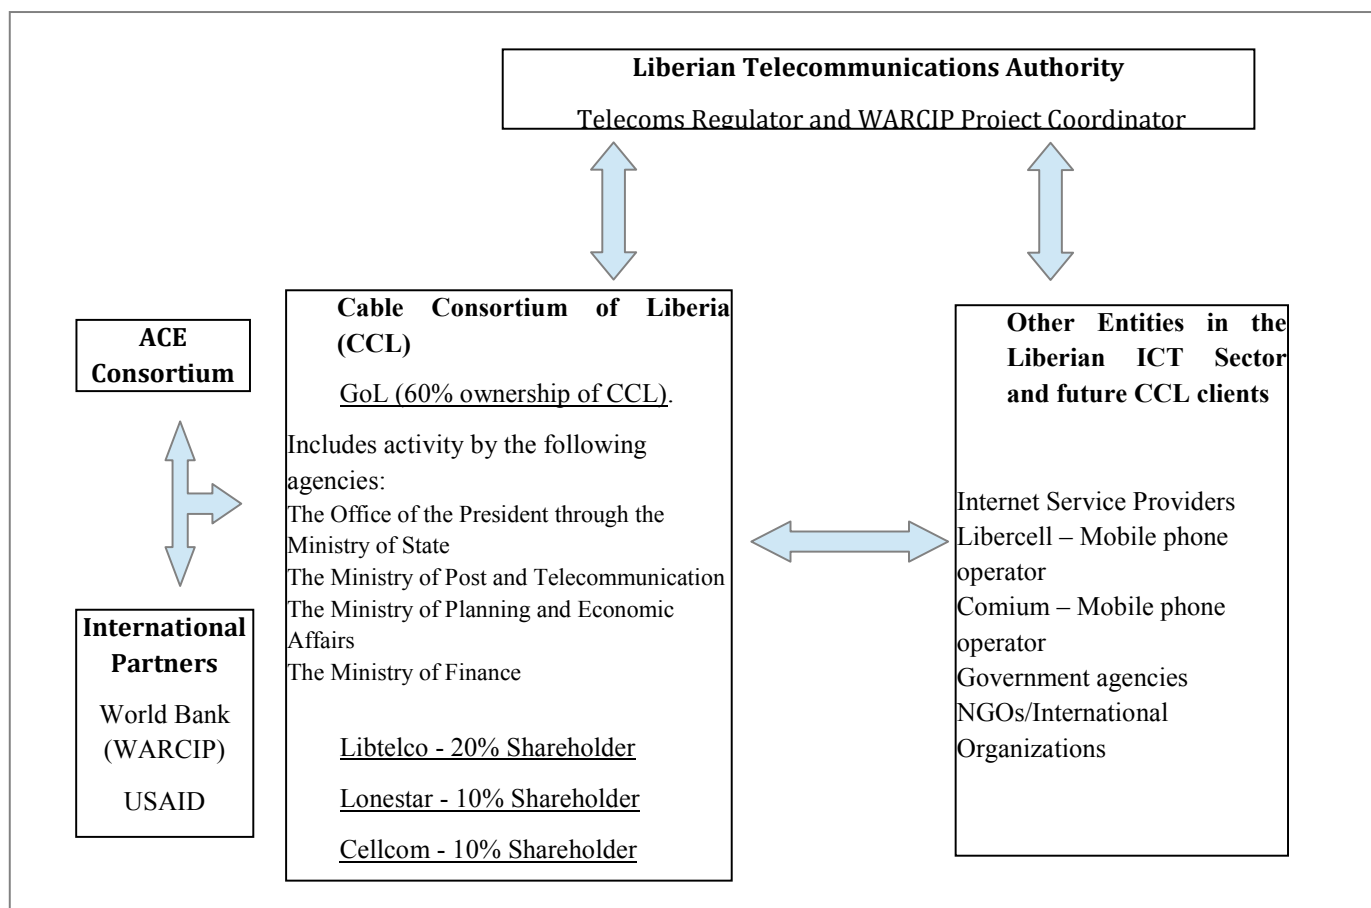 Liberian Telecommunications Authority
Telecoms Regulator and WARCIP Project Coordinator
ACE
Consortium
International
Partners
World Bank
(WARCIP)
USAID
Cable Consortium of Liberia
(CCL)
GoL (60% ownership of CCL).
Includes activity by the following
agencies:
The Office of the President through the
Ministry of State
The Ministry of Post and Telecommunication
The Ministry of Planning and Economic
Affairs
The Ministry of Finance
Libtelco - 20% Shareholder
Lonestar - 10% Shareholder
Cellcom - 10% Shareholder
Other Entities in the
Liberian ICT Sector
and future CCL clients
Internet Service Providers
Libercell – Mobile phone
operator
Comium – Mobile phone
operator
Government agencies
NGOs/International
Organizations